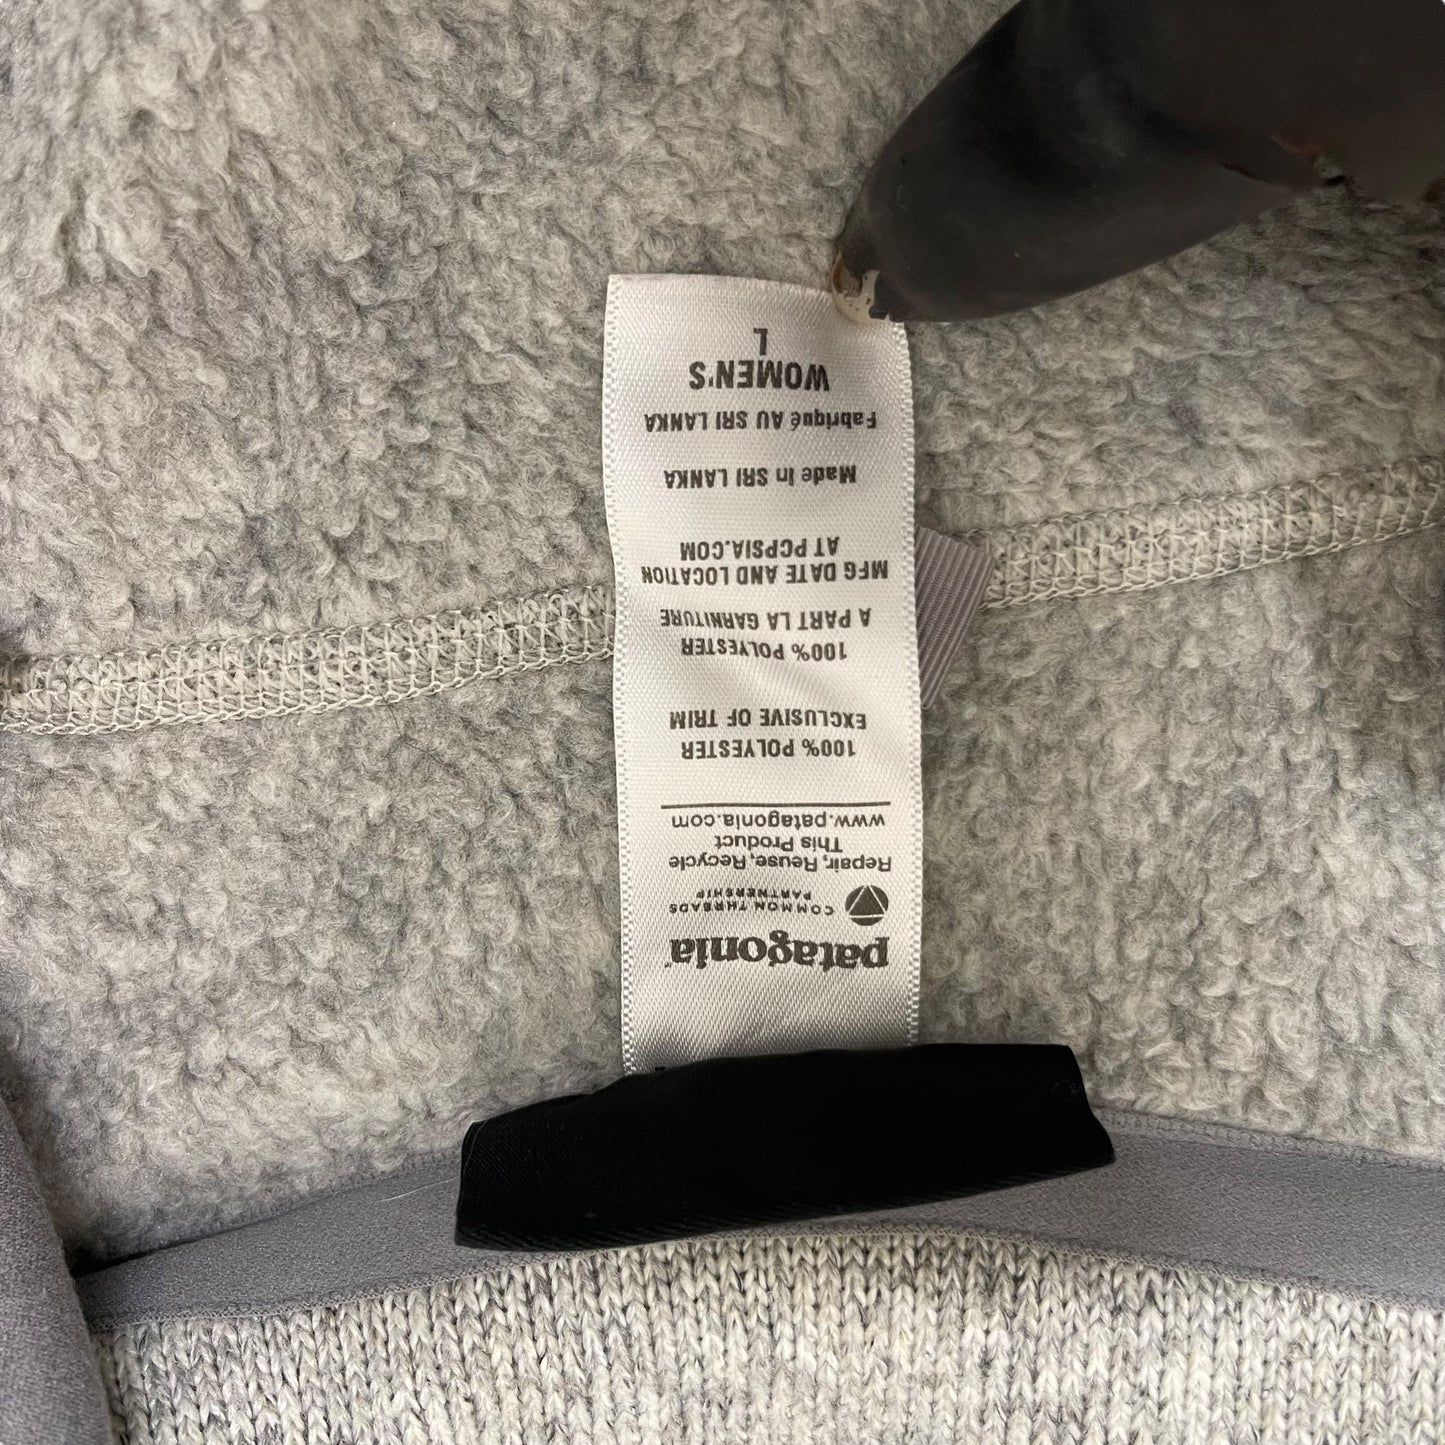 patagonia
COMMON THREADS
PARTNERSHIP
Repair, Reuse, Recycle
This Product
www.patagonia.com
100% POLYESTER
EXCLUSIVE OF TRIM
100% POLYESTER
A PART LA GARNITURE
MFG DATE AND LOCATION
AT PCPSIA.COM
Made in SRI LANKA
Fabriqué AU SRI LANKA
WOMEN'S
L